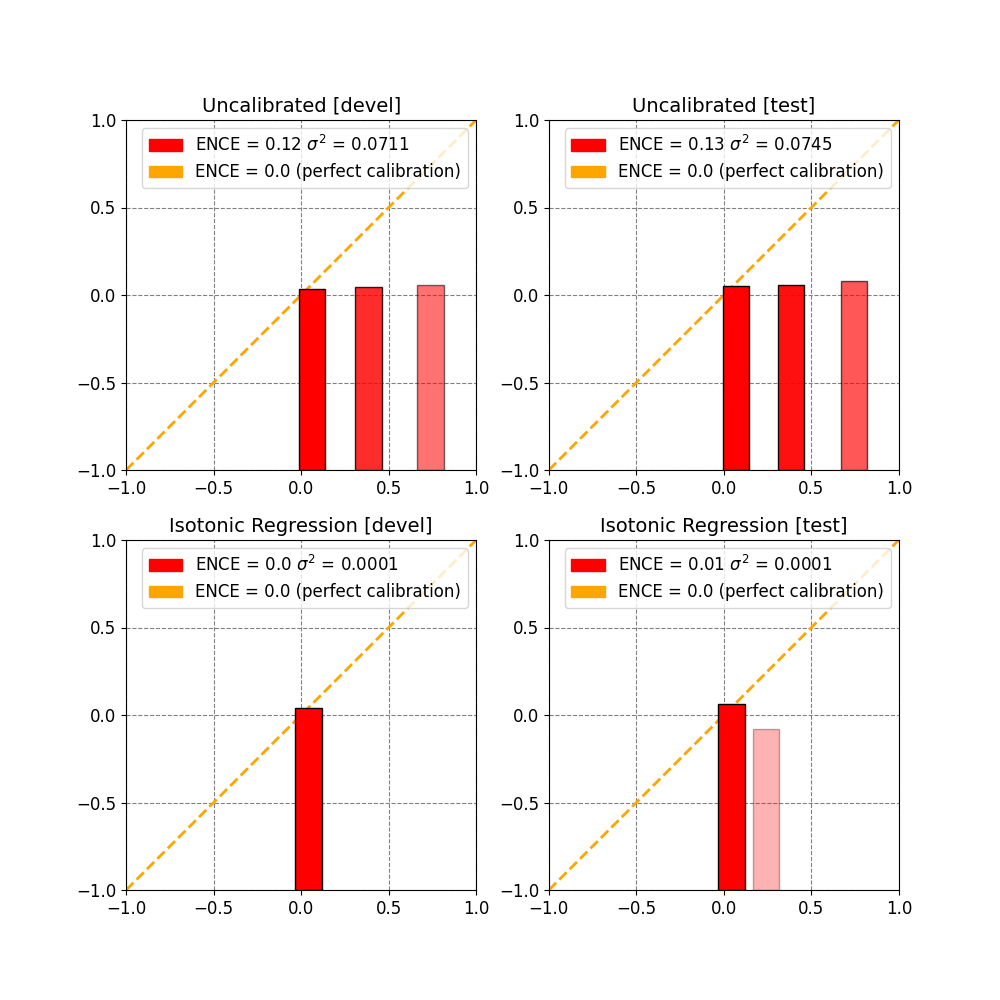 Uncalibrated [devel]
1.0
ENCE = 0.12 σ² = 0.0711
ENCE = 0.0 (perfect calibration)
0.5
0.0
−0.5
−1.0
−1.0 −0.5 0.0 0.5 1.0
Uncalibrated [test]
1.0
ENCE = 0.13 σ² = 0.0745
ENCE = 0.0 (perfect calibration)
0.5
0.0
−0.5
−1.0
−1.0 −0.5 0.0 0.5 1.0
Isotonic Regression [devel]
1.0
ENCE = 0.0 σ² = 0.0001
ENCE = 0.0 (perfect calibration)
0.5
0.0
−0.5
−1.0
−1.0 −0.5 0.0 0.5 1.0
Isotonic Regression [test]
1.0
ENCE = 0.01 σ² = 0.0001
ENCE = 0.0 (perfect calibration)
0.5
0.0
−0.5
−1.0
−1.0 −0.5 0.0 0.5 1.0